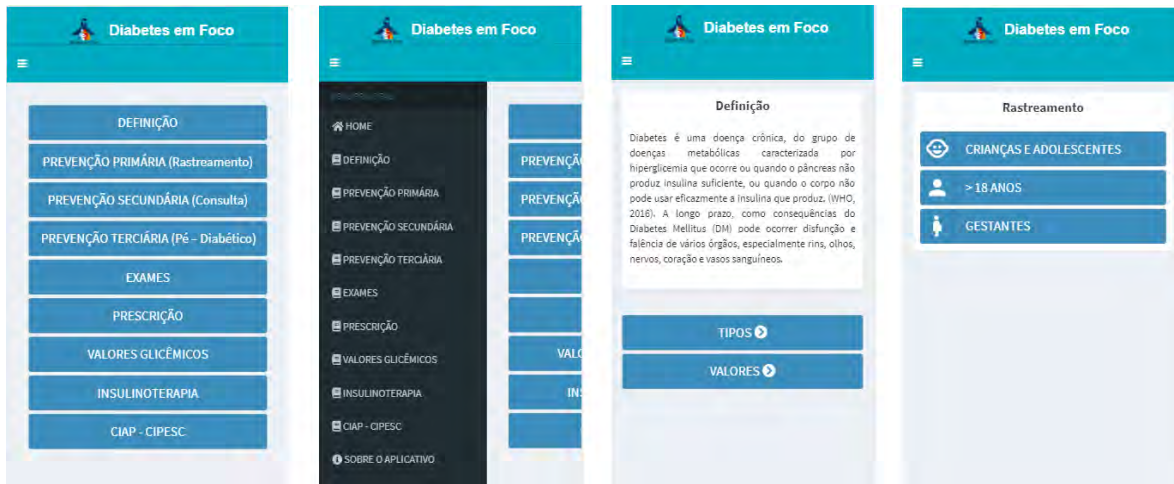 Diabetes em Foco
DEFINIÇÃO
PREVENÇÃO PRIMÁRIA (Rastreamento)
PREVENÇÃO SECUNDÁRIA (Consulta)
PREVENÇÃO TERCIÁRIA (Pé – Diabético)
EXAMES
PRESCRIÇÃO
VALORES GLICÊMICOS
INSULINOTERAPIA
CIAP - CIPESC
Diabetes em Foco
HOME
DEFINIÇÃO
PREVENÇÃO PRIMÁRIA
PREVENÇÃO SECUNDÁRIA
PREVENÇÃO TERCIÁRIA
EXAMES
PRESCRIÇÃO
VALORES GLICÊMICOS
INSULINOTERAPIA
CIAP - CIPESC
SOBRE O APLICATIVO
PREVENÇÃ
PREVENÇÃ
PREVENÇÃ
VALO
IN
Diabetes em Foco
Definição
Diabetes é uma doença crônica, do grupo de
doenças metabólicas caracterizada por
hiperglicemia que ocorre ou quando o pâncreas não
produz insulina suficiente, ou quando o corpo não
pode usar eficazmente a insulina que produz. (WHO,
2016). A longo prazo, como consequências do
Diabetes Mellitus (DM) pode ocorrer disfunção e
falência de vários órgãos, especialmente rins, olhos,
nervos, coração e vasos sanguíneos.
TIPOS
VALORES
Diabetes em Foco
Rastreamento
CRIANÇAS E ADOLESCENTES
> 18 ANOS
GESTANTES